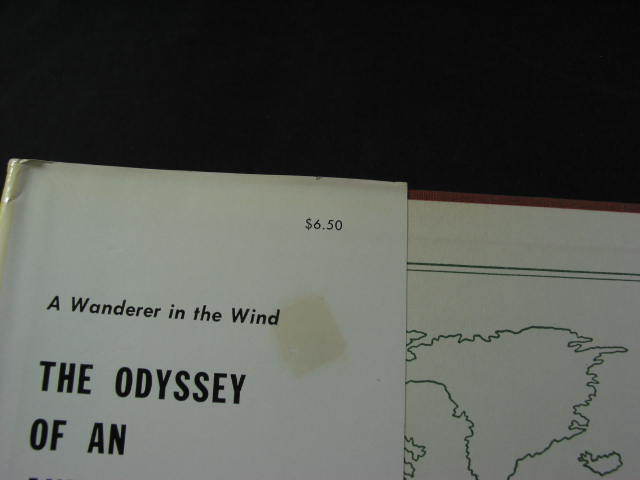 $6.50
A Wanderer in the Wind
THE ODYSSEY
OF AN